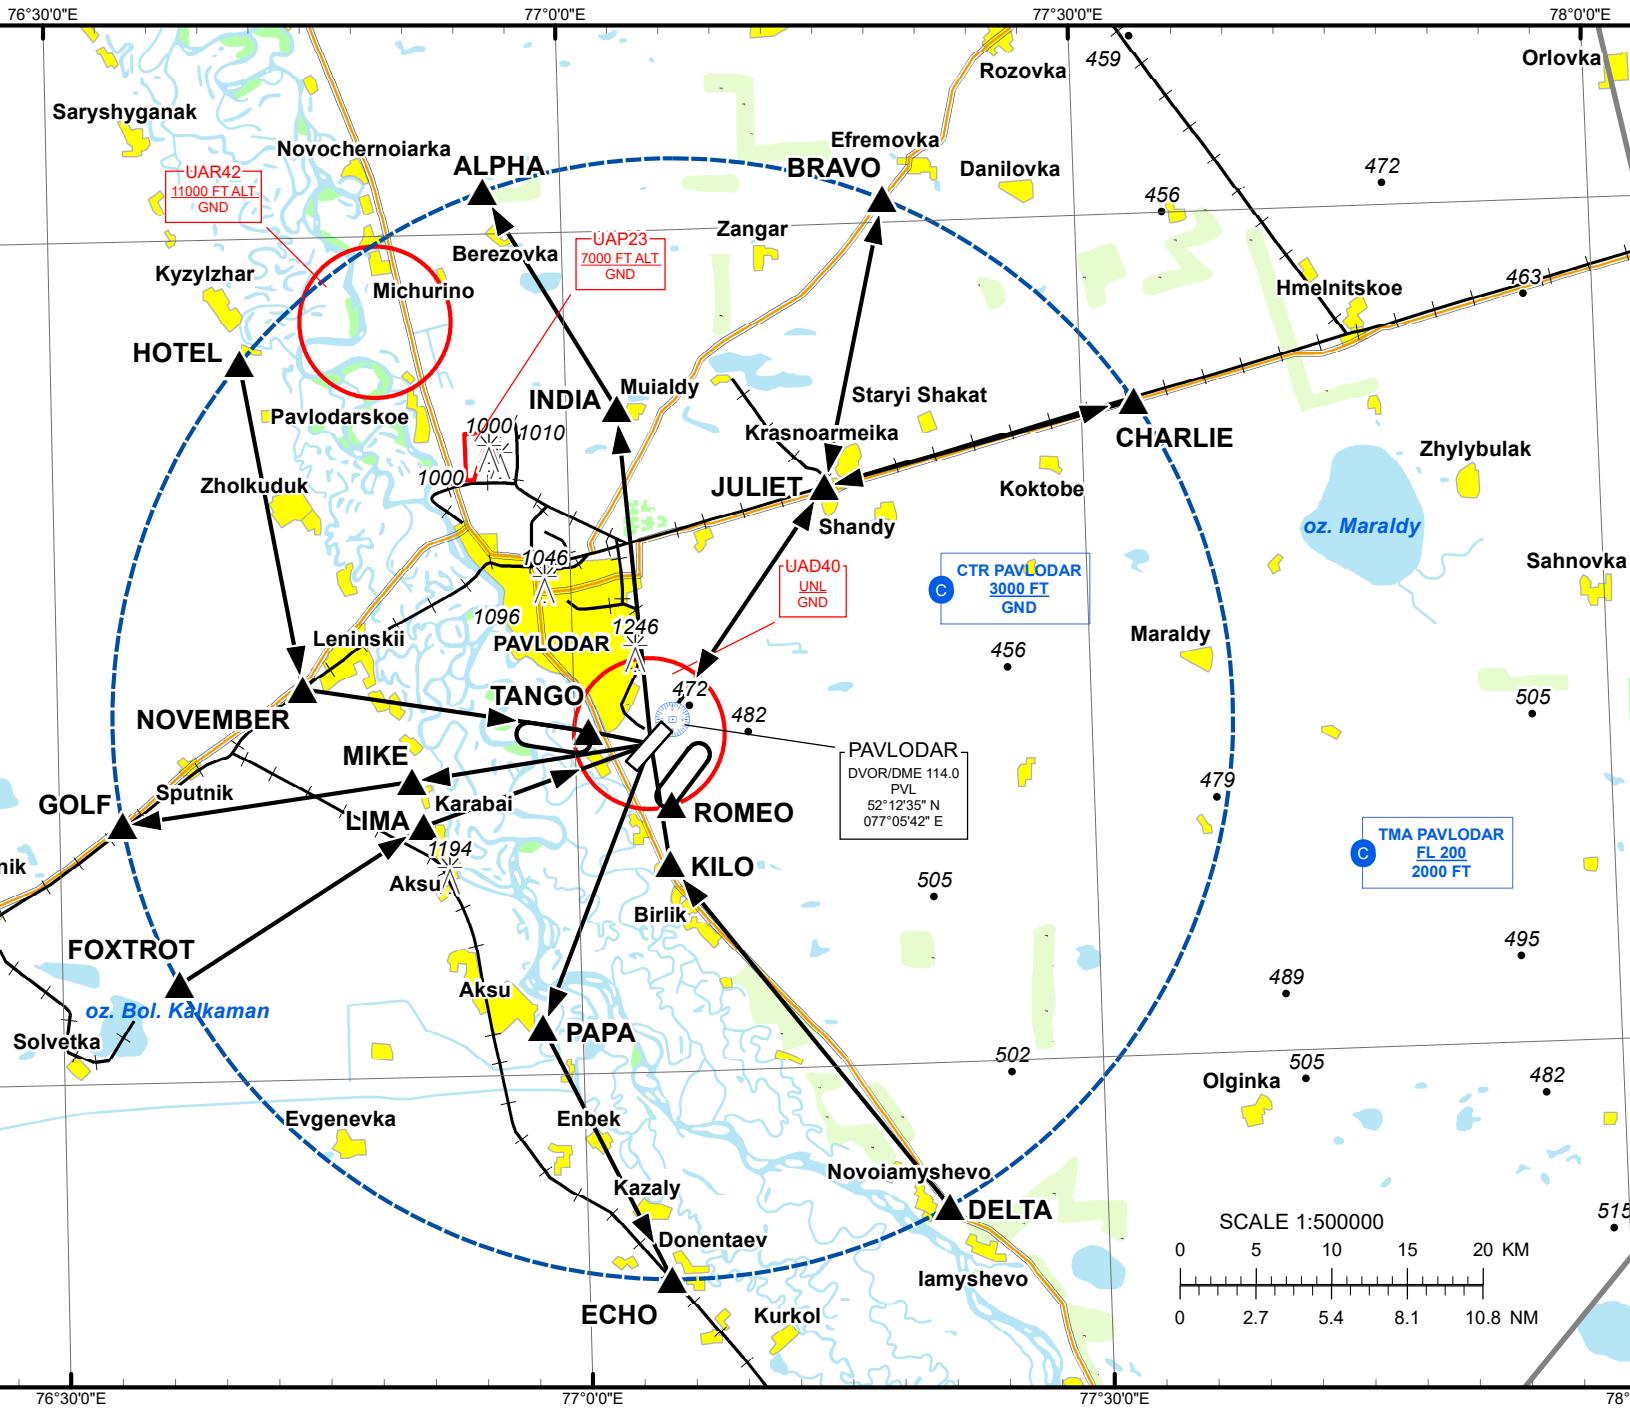 76°30'0"E
77°0'0"E
77°30'0"E
78°0'0"E
459
Rozovka
Orlovka
Saryshyganak
Novochernoiarka
ALPHA
Efremovka
BRAVO
Danilovka
472
456
UAR42
11000 FT ALT
GND
Berezovka
UAP23
7000 FT ALT
GND
Zangar
Kyzylzhar
Michurino
Hmelnitskoe
463
HOTEL
INDIA
Muialdy
Staryi Shakat
Pavlodarskoe
1000
1010
Krasnoarmeika
CHARLIE
Zhylybulak
1000
Zholkuduk
JULIET
Koktobe
Shandy
oz. Maraldy
1046
UAD40
UNL
GND
C
CTR PAVLODAR
3000 FT
GND
Sahnovka
1096
1246
Leninskii
PAVLODAR
456
Maraldy
TANGO
472
482
505
NOVEMBER
MIKE
PAVLODAR
DVOR/DME 114.0
PVL
52°12'35" N
077°05'42" E
479
Sputnik
GOLF
Karabai
LIMA
ROMEO
C
TMA PAVLODAR
FL 200
2000 FT
1194
nik
Aksu
KILO
505
Birlik
FOXTROT
495
Aksu
489
oz. Bol. Kalkaman
PAPA
Solvetka
502
505
482
Olginka
Evgenevka
Enbek
Novoiamyshevo
Kazaly
DELTA
515
Donentaev
SCALE 1:500000
0 5 10 15 20 KM
0 2.7 5.4 8.1 10.8 NM
Iamyshevo
ECHO
Kurkol
76°30'0"E
77°0'0"E
77°30'0"E
78°